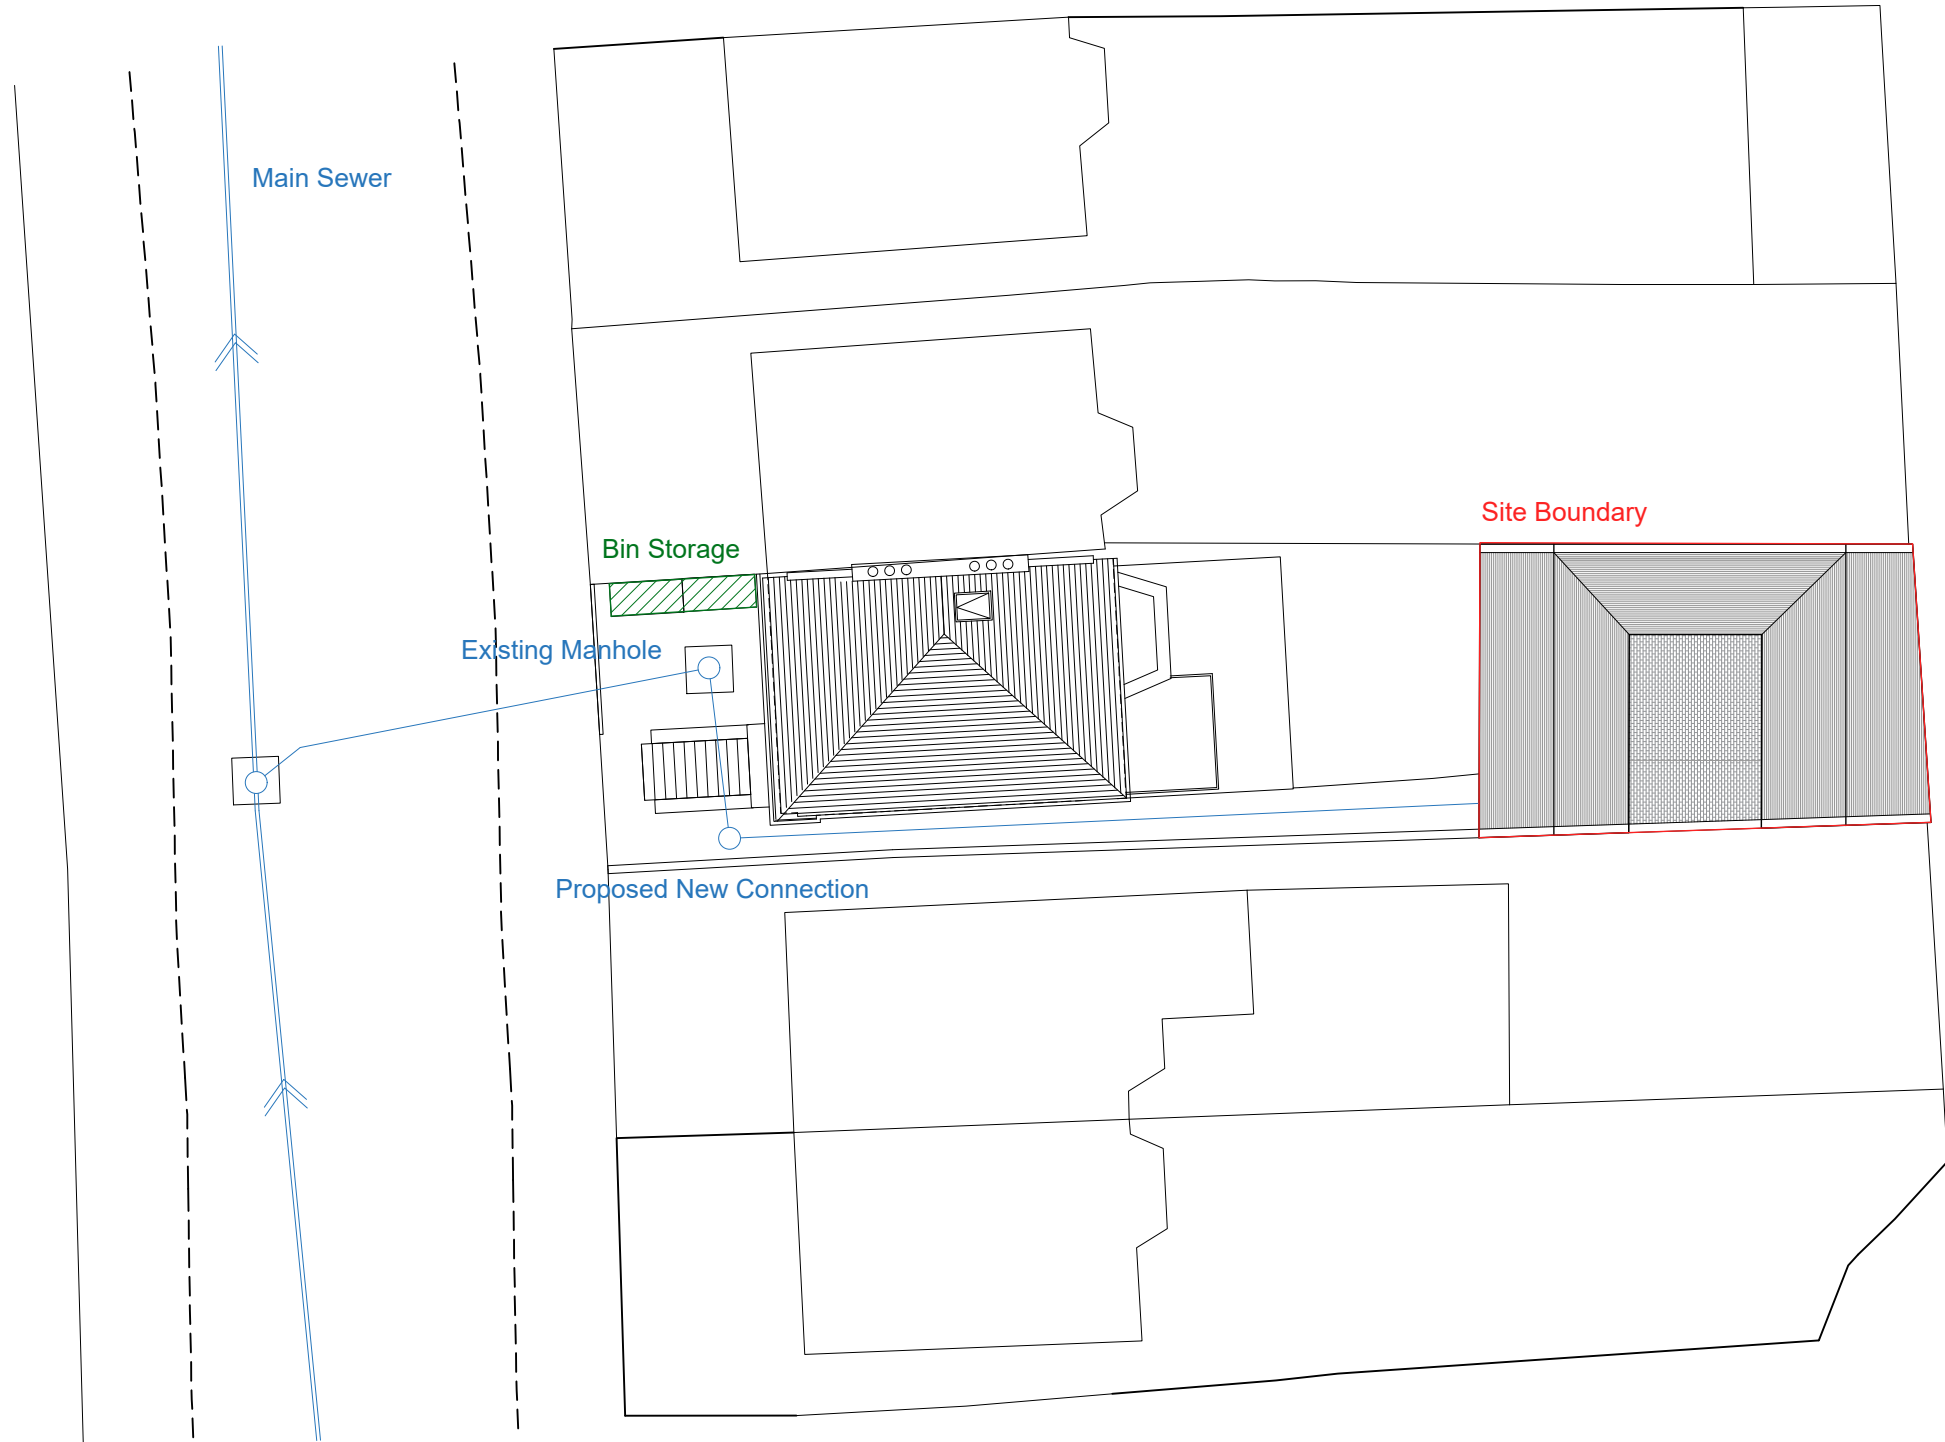 Main Sewer
Site Boundary
Bin Storage
Existing Manhole
Proposed New Connection